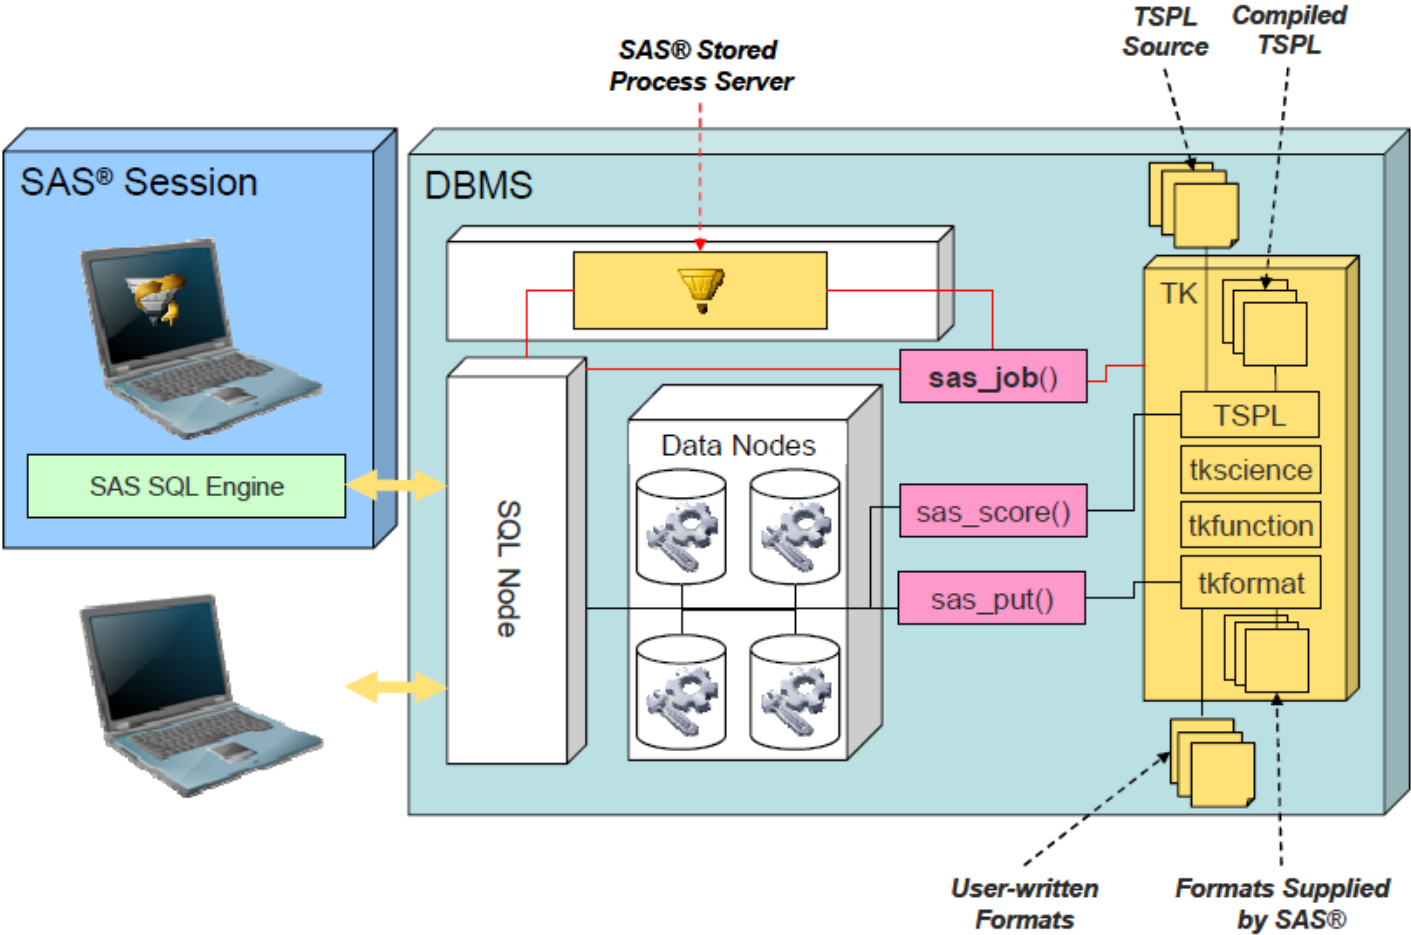 TSPL
Source
Compiled
TSPL
SAS® Stored
Process Server
SAS® Session
DBMS
TK
sas_job()
TSPL
Data Nodes
tkscience
SAS SQL Engine
SQL Node
sas_score()
tkfunction
tkformat
sas_put()
User-written
Formats
Formats Supplied
by SAS®